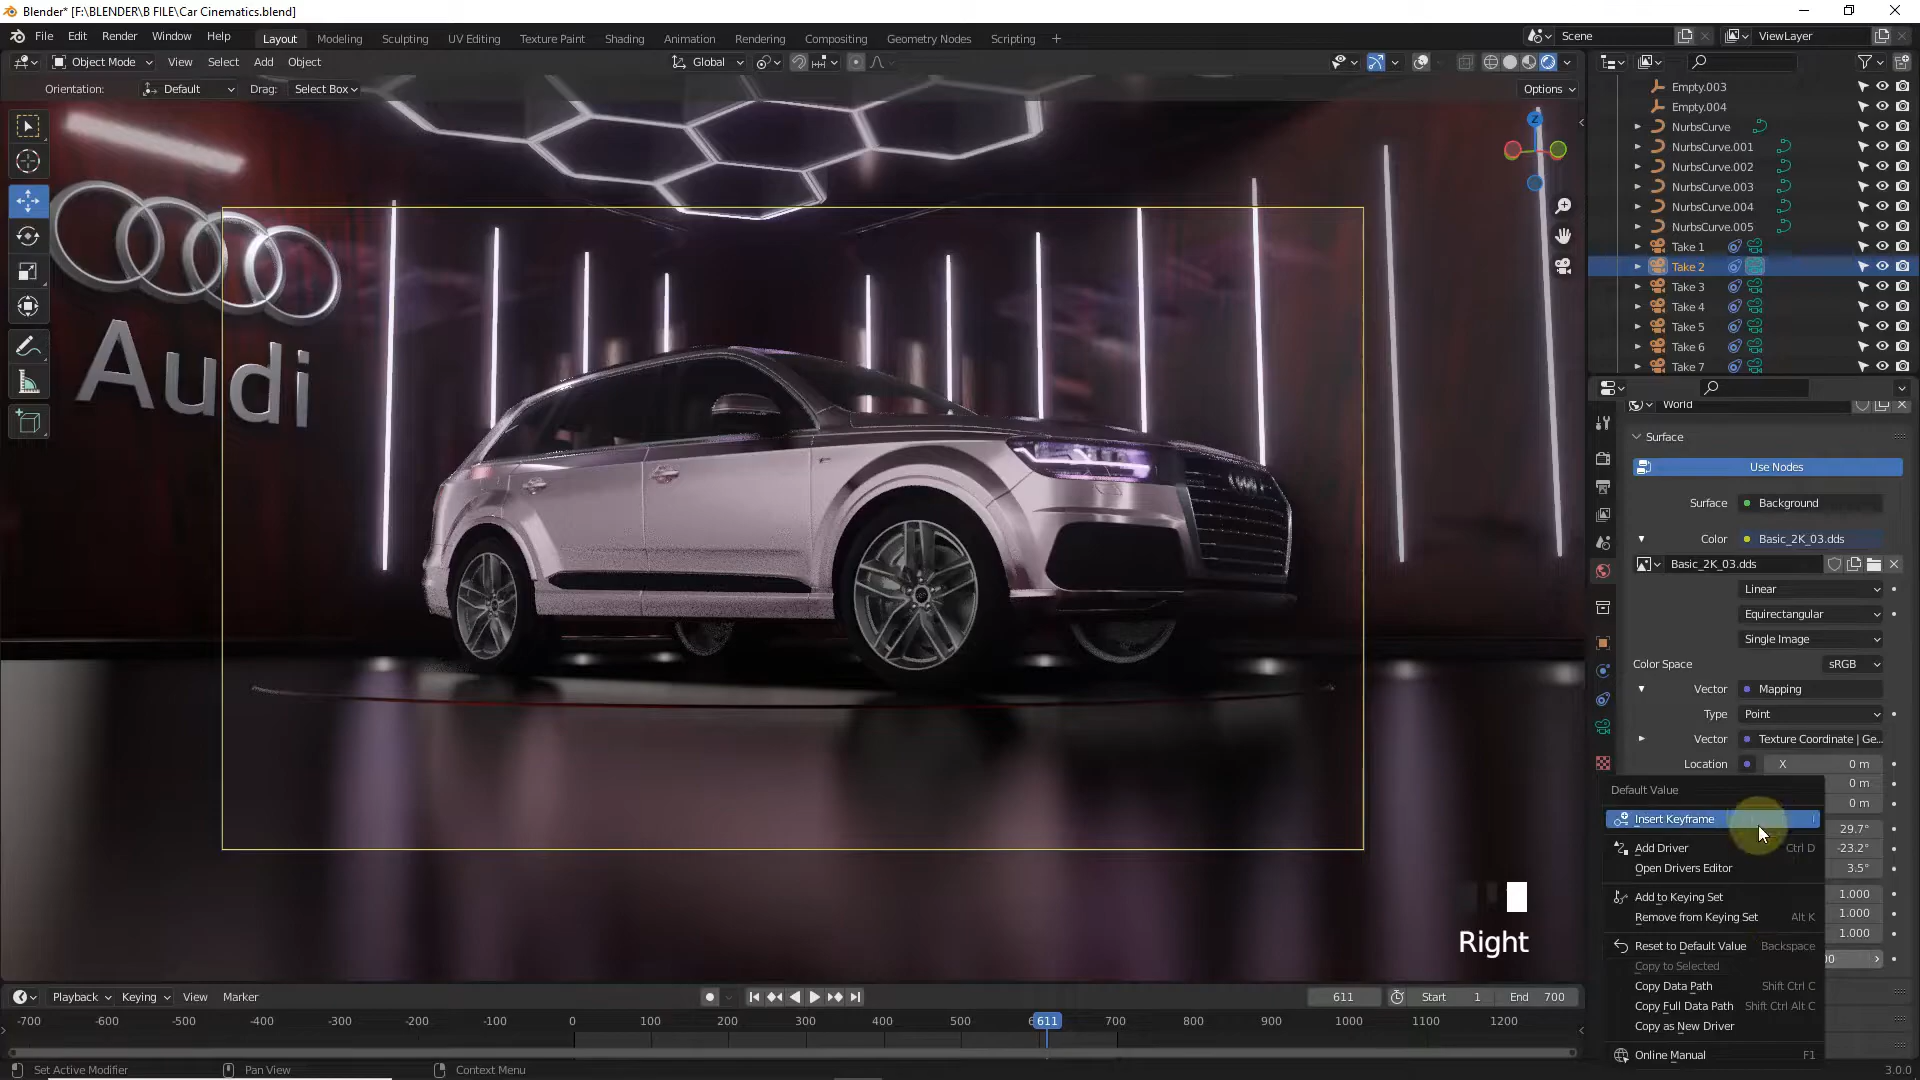 Blender* [F:\BLENDER\B FILE\Car Cinematics.blend]
File Edit Render Window Help Layout Modeling Sculpting UV Editing Texture Paint Shading Animation Rendering Compositing Geometry Nodes Scripting + Scene ViewLayer
Object Mode View Select Add Object Global
Orientation: Default Drag: Select Box Options
Empty.003
Empty.004
NurbsCurve
NurbsCurve.001
NurbsCurve.002
NurbsCurve.003
NurbsCurve.004
NurbsCurve.005
Take 1
Take 2
Take 3
Take 4
Take 5
Take 6
Take 7
Z
Audi
World
Surface
Use Nodes
Surface Background
Color Basic_2K_03.dds
Basic_2K_03.dds
Linear
Equirectangular
Single Image
Color Space sRGB
Vector Mapping
Type Point
Vector Texture Coordinate | Ge...
Location X 0 m
0 m
0 m
29.7°
-23.2°
3.5°
1.000
1.000
1.000
00
Default Value
Insert Keyframe I
Add Driver Ctrl D
Open Drivers Editor
Add to Keying Set
Remove from Keying Set Alt K
Reset to Default Value Backspace
Copy to Selected
Copy Data Path Shift Ctrl C
Copy Full Data Path Shift Ctrl Alt C
Copy as New Driver
Online Manual F1
Right
Playback Keying View Marker 611 Start 1 End 700
-700 -600 -500 -400 -300 -200 -100 0 100 200 300 400 500 611 700 800 900 1000 1100 1200
Set Active Modifier Pan View Context Menu 3.0.0